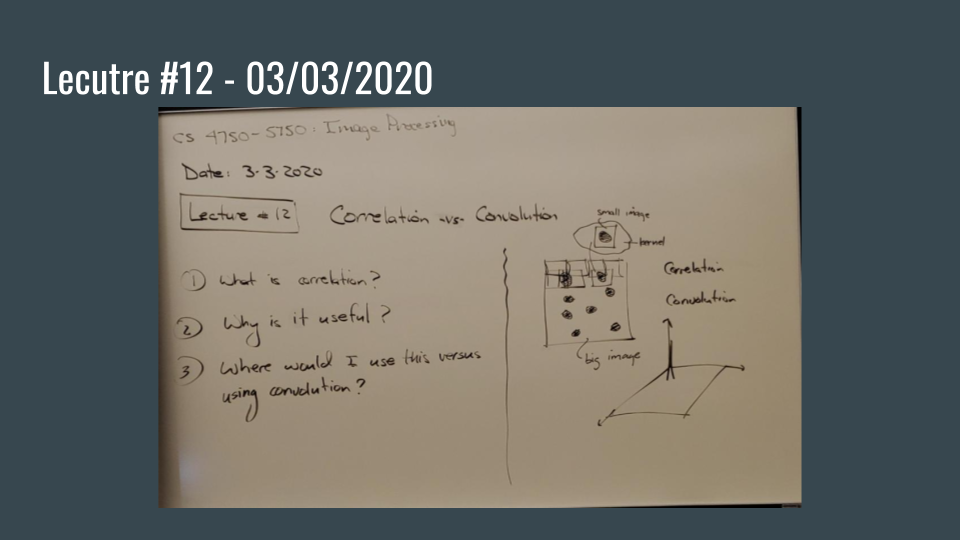 Lecutre #12 - 03/03/2020
CS 4750-5750: Image Processing
Date: 3.3.2020
Lecture #12
Correlation vs. Convolution
① What is correlation?
② Why is it useful?
③ Where would I use this versus
using convolution?
small image
kernel
Correlation
Convolution
big image